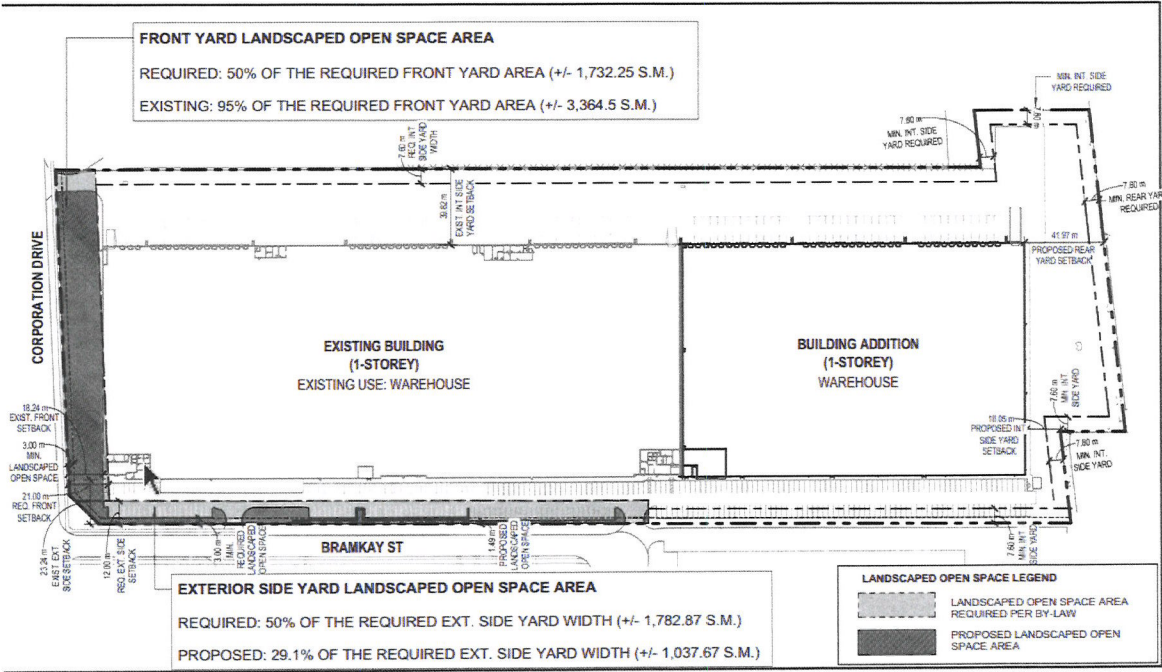 FRONT YARD LANDSCAPED OPEN SPACE AREA
REQUIRED: 50% OF THE REQUIRED FRONT YARD AREA (+/- 1,732.25 S.M.)
EXISTING: 95% OF THE REQUIRED FRONT YARD AREA (+/- 3,364.5 S.M.)
MIN. INT. SIDE
YARD REQUIRED
7.60 m
MIN. INT. SIDE
YARD REQUIRED
7.60 m
REQ. INT
SIDE YARD
WIDTH
39.62 m
EXIST. INT SIDE
YARD SETBACK
7.60 m
MIN. REAR YAR
REQUIRED
41.97 m
PROPOSED REAR
YARD SETBACK
CORPORATION DRIVE
EXISTING BUILDING
(1-STOREY)
EXISTING USE: WAREHOUSE
BUILDING ADDITION
(1-STOREY)
WAREHOUSE
7.60 m
MIN. INT
SIDE YARD
18.24 m
EXIST. FRONT
SETBACK
3.00 m
MIN.
LANDSCAPED
OPEN SPACE
21.00 m
REQ. FRONT
SETBACK
18.05 m
PROPOSED INT
SIDE YARD
SETBACK
7.60 m
MIN. INT.
SIDE YARD
EXIST. EXT
SIDE SETBACK
12.00 m
REQ. EXT. SIDE
SETBACK
3.00 m
MIN.
REQUIRED
LANDSCAPED
OPEN SPACE
BRAMKAY ST
1.49 m
PROPOSED
LANDSCAPED
OPEN SPACE
7.60 m
MIN. INT
SIDE YARD
EXTERIOR SIDE YARD LANDSCAPED OPEN SPACE AREA
REQUIRED: 50% OF THE REQUIRED EXT. SIDE YARD WIDTH (+/- 1,782.87 S.M.)
PROPOSED: 29.1% OF THE REQUIRED EXT. SIDE YARD WIDTH (+/- 1,037.67 S.M.)
LANDSCAPED OPEN SPACE LEGEND
LANDSCAPED OPEN SPACE AREA
REQUIRED PER BY-LAW
PROPOSED LANDSCAPED OPEN
SPACE AREA